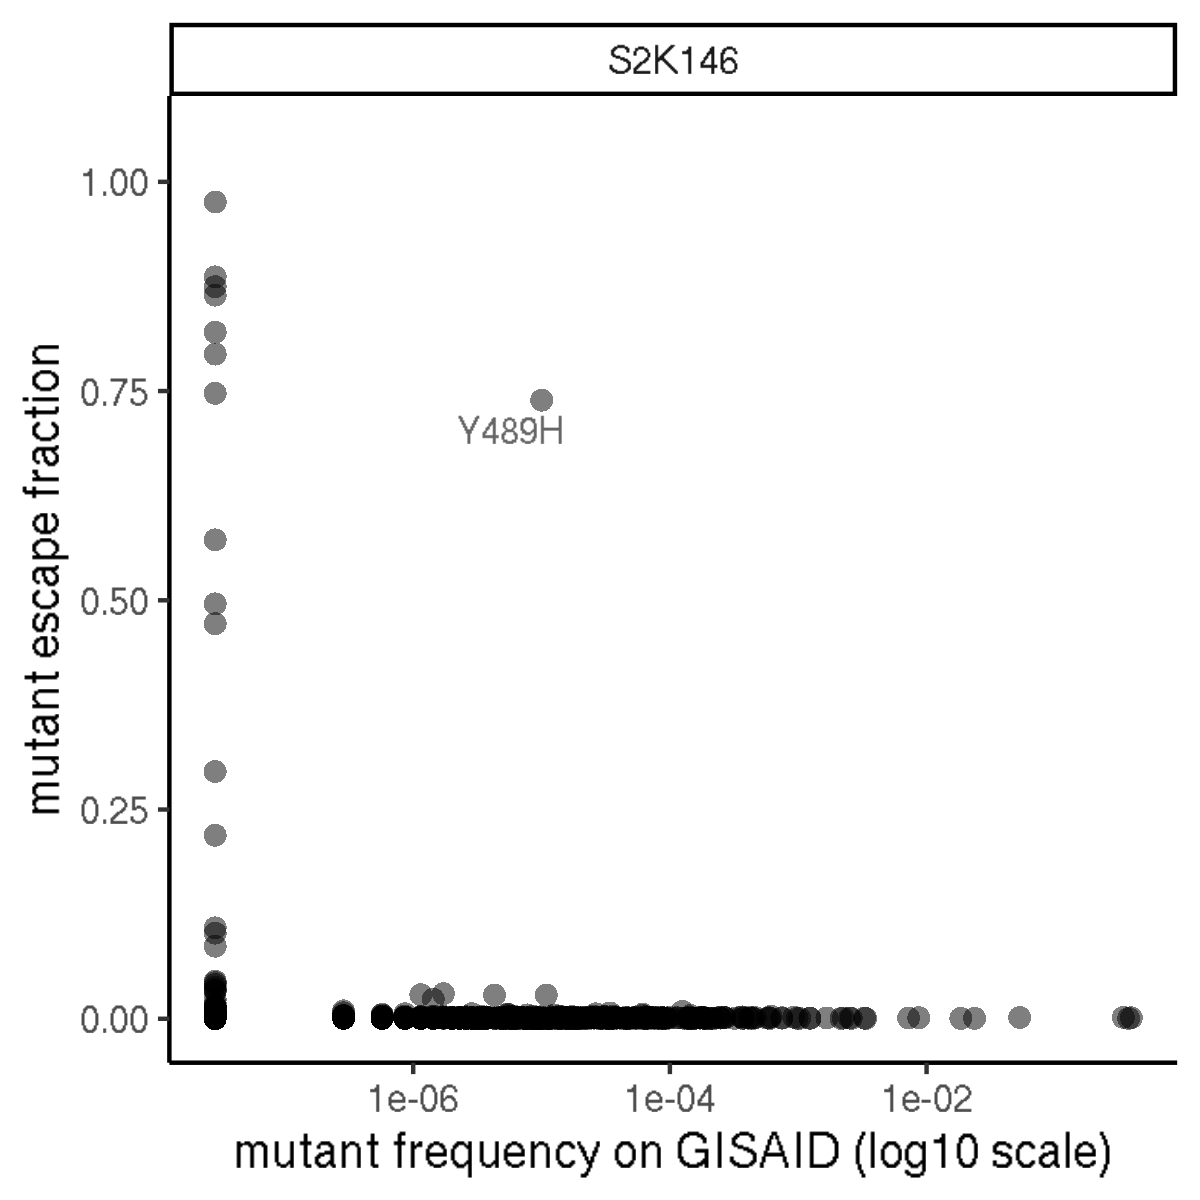 S2K146
1.00
0.75
0.50
0.25
0.00
mutant escape fraction
Y489H
1e-06 1e-04 1e-02
mutant frequency on GISAID (log10 scale)